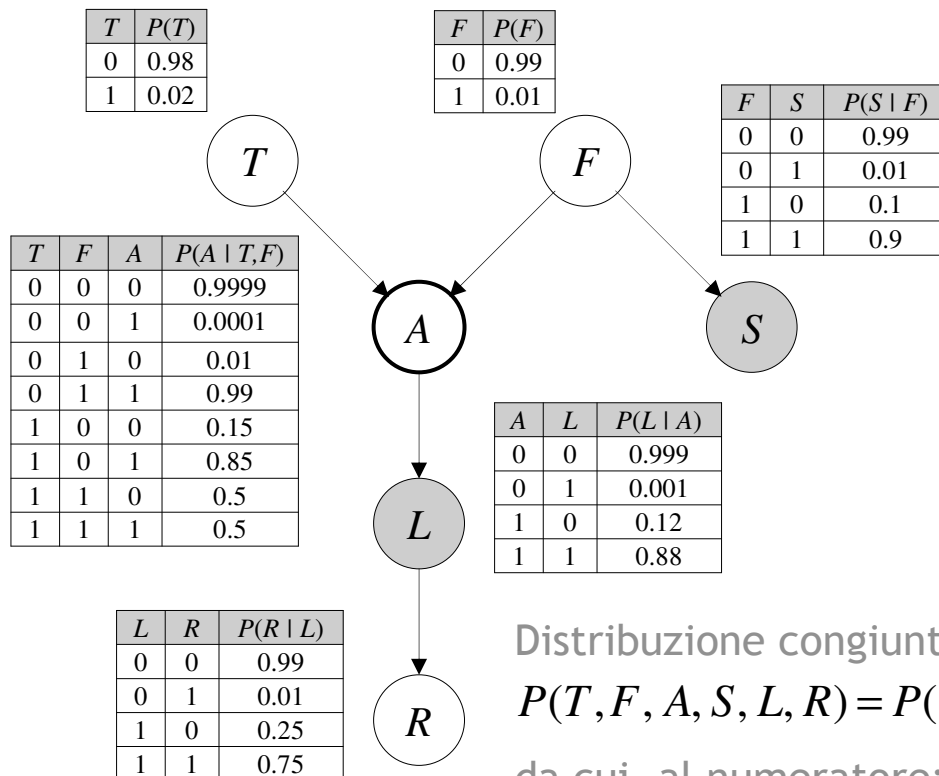 T P(T)
0 0.98
1 0.02
F P(F)
0 0.99
1 0.01
F S P(S | F)
0 0 0.99
0 1 0.01
1 0 0.1
1 1 0.9
T
F
T F A P(A | T,F)
0 0 0 0.9999
0 0 1 0.0001
0 1 0 0.01
0 1 1 0.99
1 0 0 0.15
1 0 1 0.85
1 1 0 0.5
1 1 1 0.5
A
S
A L P(L | A)
0 0 0.999
0 1 0.001
1 0 0.12
1 1 0.88
L
L R P(R | L)
0 0 0.99
0 1 0.01
1 0 0.25
1 1 0.75
R
Distribuzione congiunt
P(T,F,A,S,L,R)=P(
da cui, al numeratore: